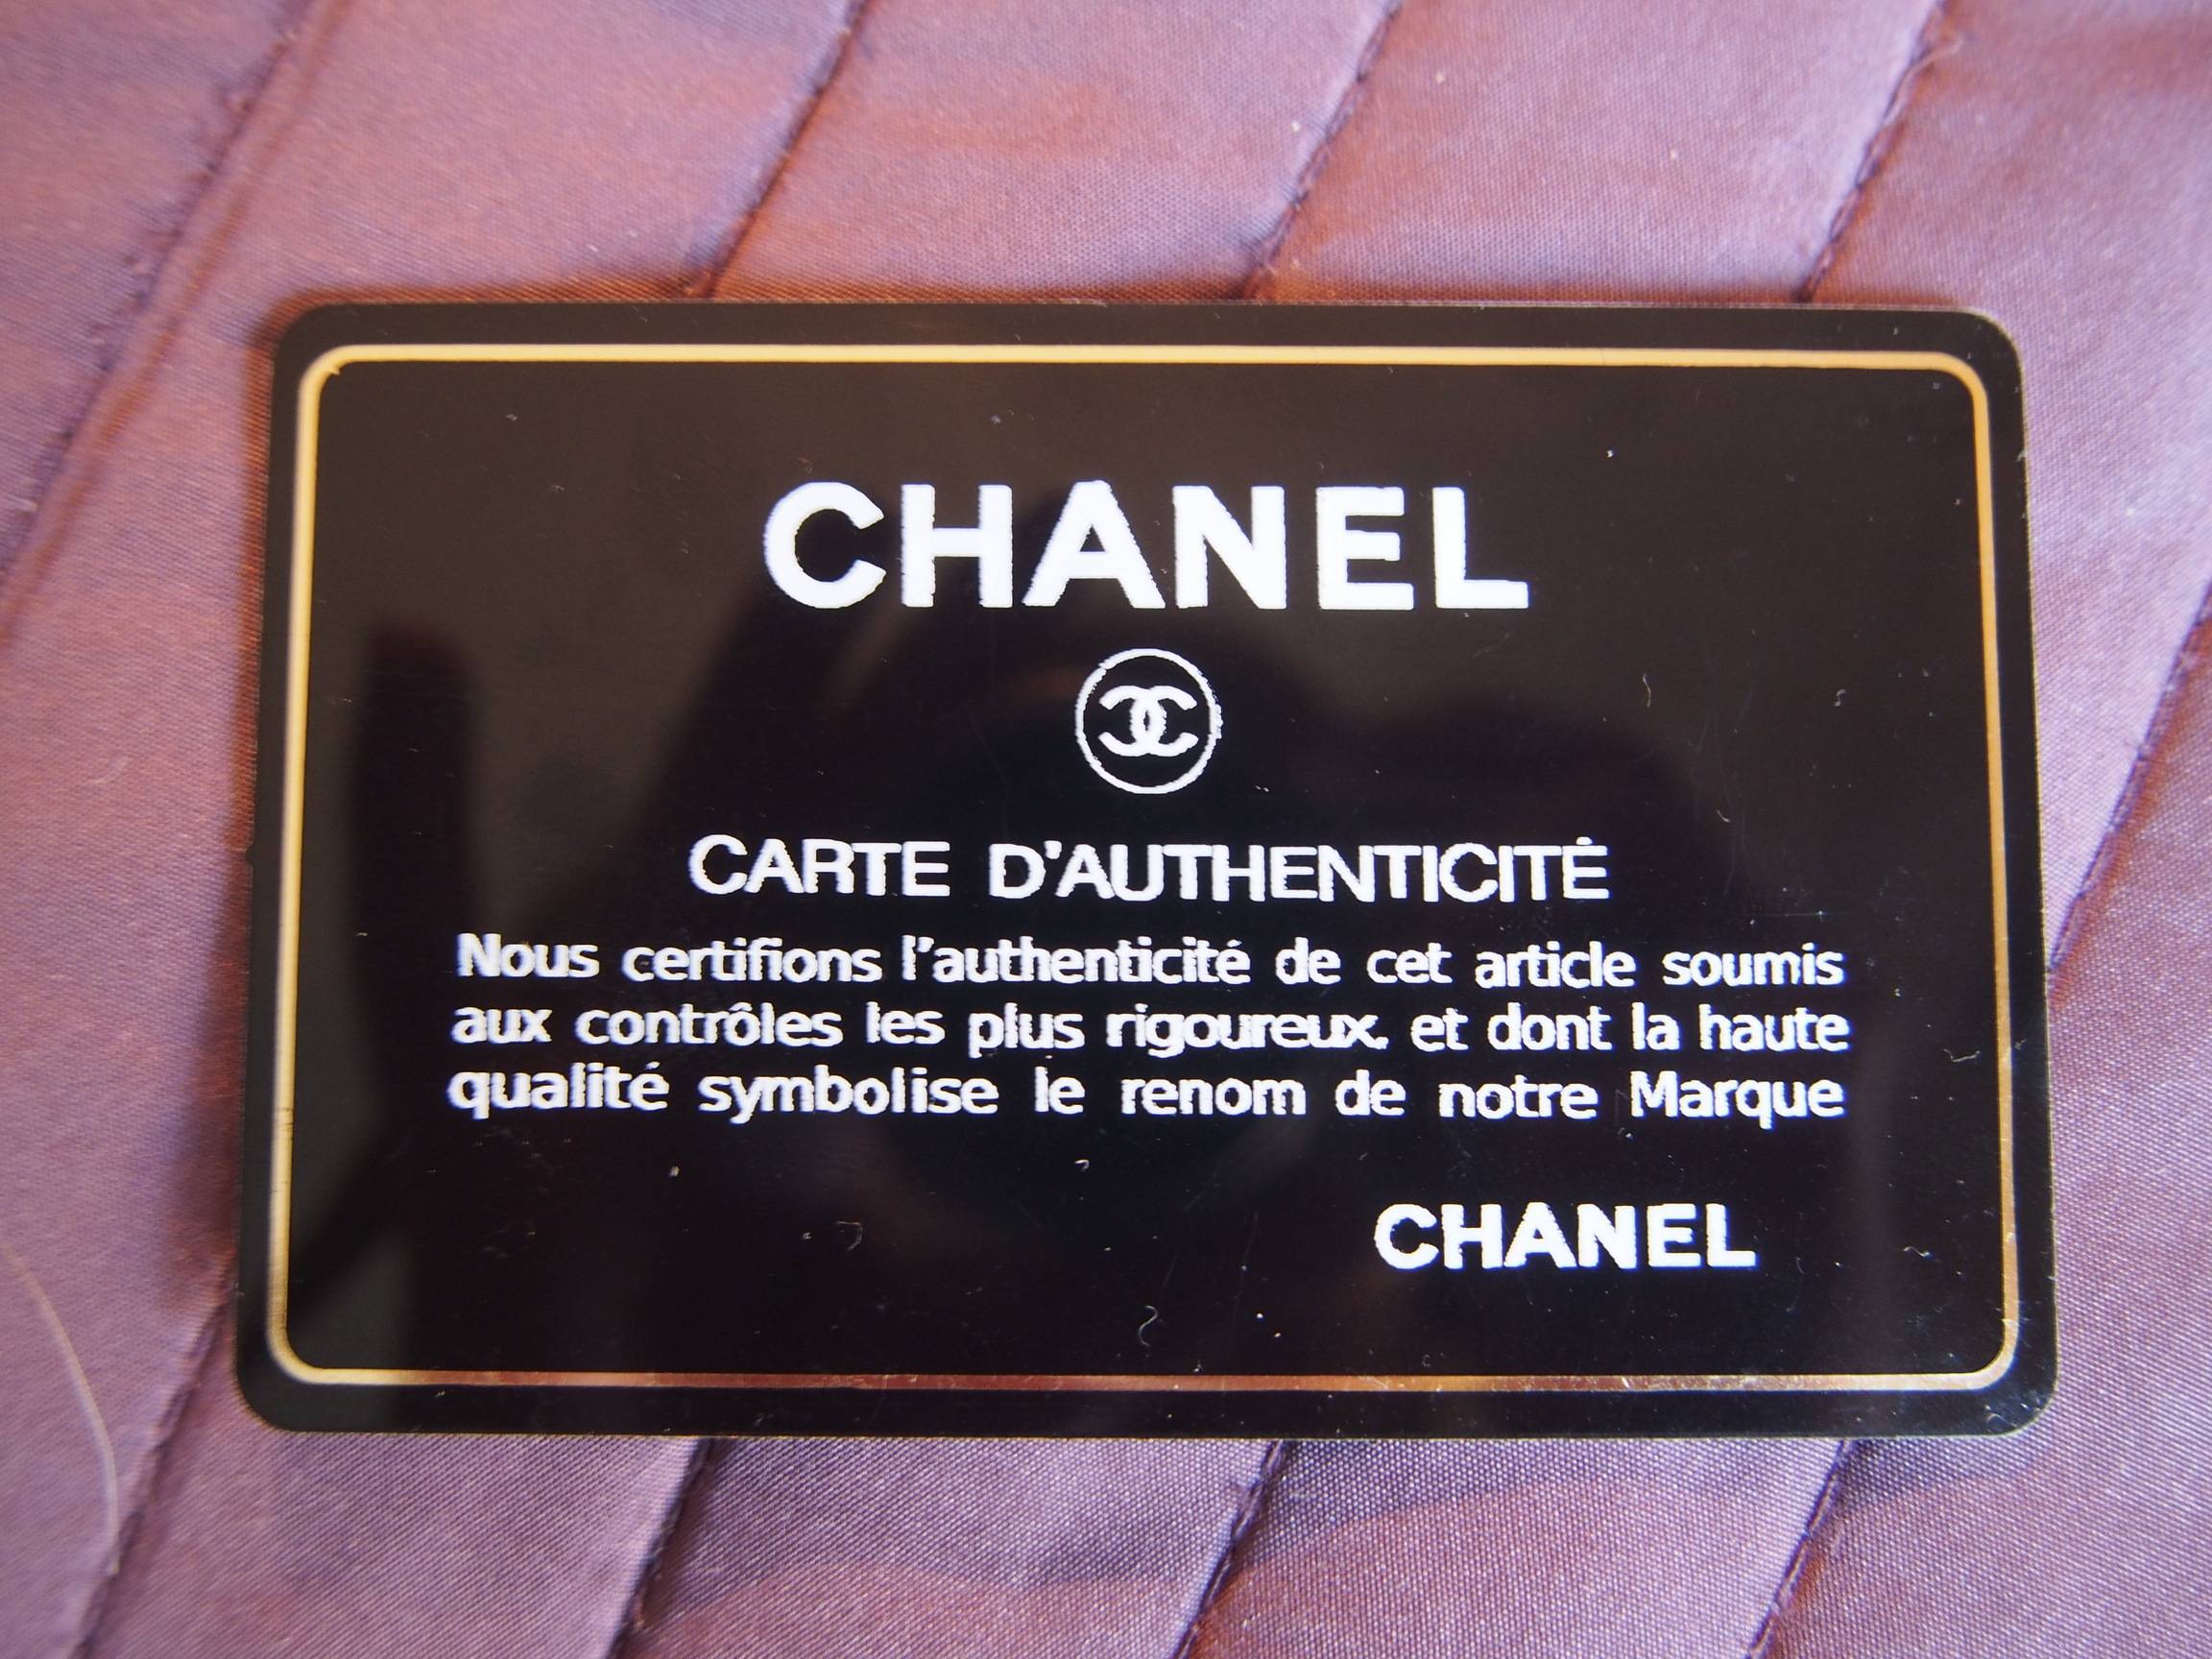 CHANEL
CARTE D'AUTHENTICITÉ
Nous certifions l'authenticité de cet article soumis
aux contrôles les plus rigoureux. et dont la haute
qualité symbolise le renom de notre Marque
CHANEL